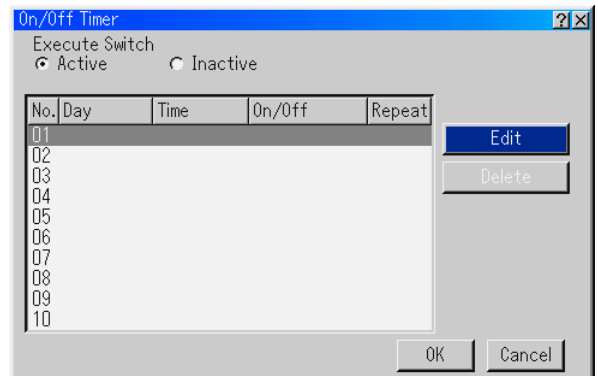 On/Off Timer
Execute Switch
Active Inactive
No. Day Time On/Off Repeat
01
02
03
04
05
06
07
08
09
10
Edit
Delete
OK Cancel